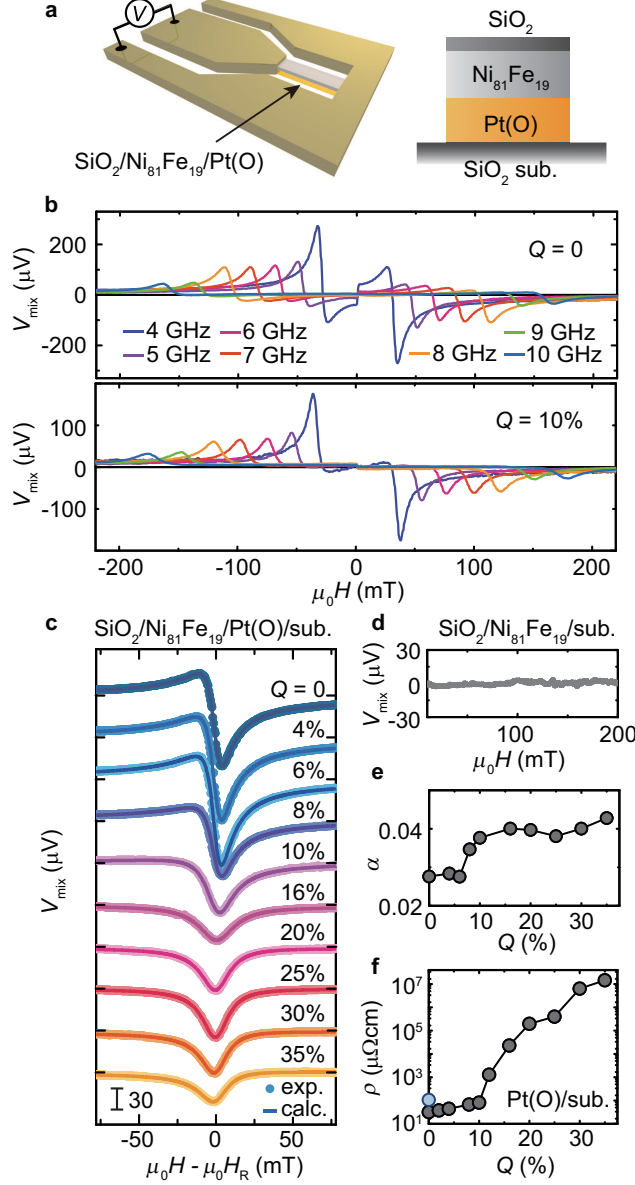 a
V
SiO2/Ni81Fe19/Pt(O)
SiO2
Ni81Fe19
Pt(O)
SiO2 sub.
b
-200 -100 0 100 200
Vmix (μV)
200
0
-200
Q = 0
4 GHz 6 GHz 9 GHz
5 GHz 7 GHz 8 GHz 10 GHz
Vmix (μV)
100
0
-100
Q = 10%
-200 -100 0 100 200
μ0H (mT)
c
SiO2/Ni81Fe19/Pt(O)/sub.
Vmix (μV)
Q = 0
4%
6%
8%
10%
16%
20%
25%
30%
35%
30
exp.
calc.
-50 0 50
μ0H - μ0HR (mT)
d
SiO2/Ni81Fe19/sub.
Vmix (μV)
30
0
-30
100 200
μ0H (mT)
e
α
0.04
0.02
0 10 20 30
Q (%)
f
ρ (μΩcm)
10^7
10^5
10^3
10^1
Pt(O)/sub.
0 10 20 30
Q (%)